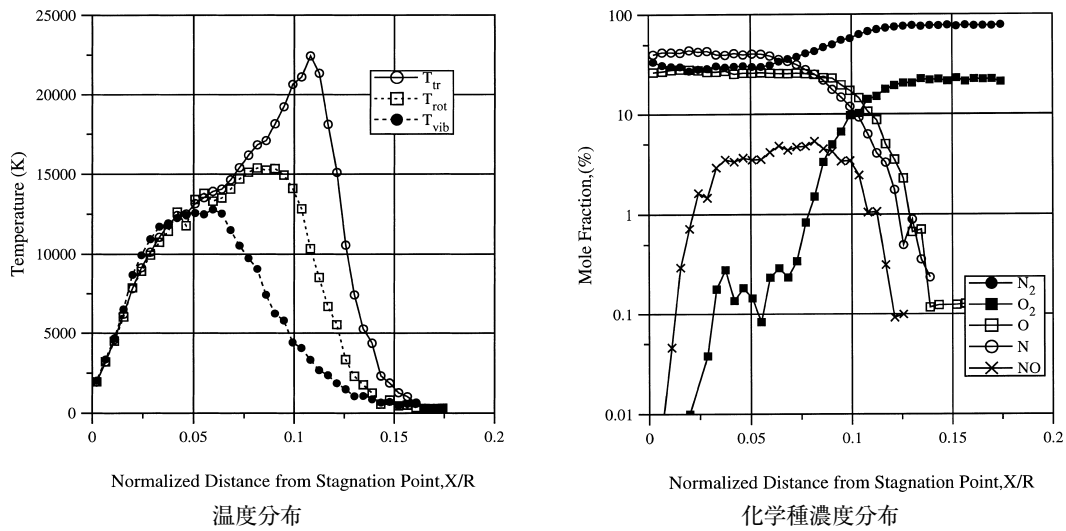 25000
20000
15000
10000
5000
0
Temperature (K)
T_tr
T_rot
T_vib
0
0.05
0.1
0.15
0.2
Normalized Distance from Stagnation Point,X/R
温度分布
100
10
1
0.1
0.01
Mole Fraction,(%)
N_2
O_2
O
N
NO
0
0.05
0.1
0.15
0.2
Normalized Distance from Stagnation Point,X/R
化学種濃度分布